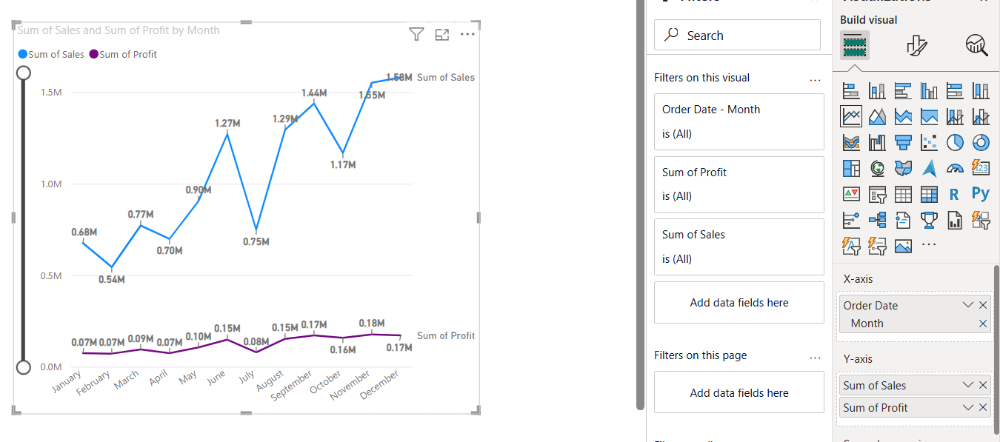 Sum of Sales and Sum of Profit by Month
Sum of Sales Sum of Profit
1.5M
1.0M
0.5M
0.0M
0.68M
0.54M
0.77M
0.70M
0.90M
1.27M
0.75M
1.29M
1.44M
1.17M
1.55M
1.58M
Sum of Sales
0.07M
0.07M
0.09M
0.07M
0.10M
0.15M
0.08M
0.15M
0.17M
0.16M
0.18M
0.17M
Sum of Profit
January
February
March
April
May
June
July
August
September
October
November
December
Filters
Search
Filters on this visual
Order Date - Month
is (All)
Sum of Profit
is (All)
Sum of Sales
is (All)
Add data fields here
Filters on this page
Add data fields here
Visualizations
Build visual
123
R
Py
X-axis
Order Date
Month
Y-axis
Sum of Sales
Sum of Profit